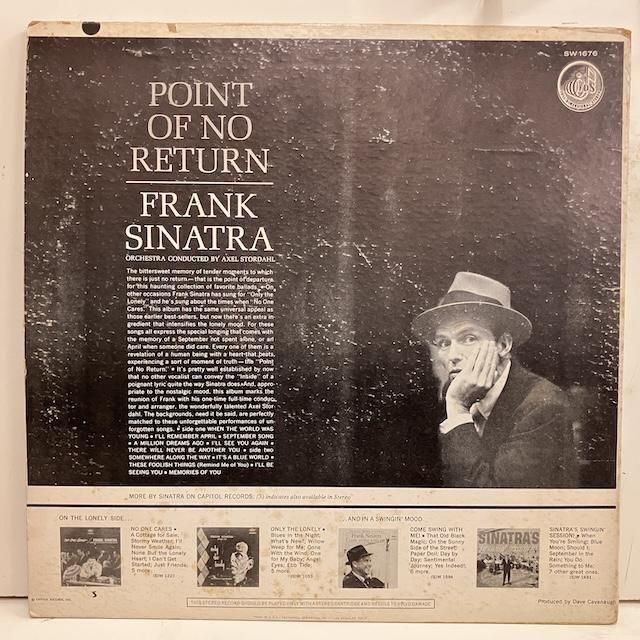 SW1676
POINT
OF NO
RETURN
FRANK
SINATRA
ORCHESTRA CONDUCTED BY AXEL STORDAHL
The bittersweet memory of tender moments to which
there is just no return—that is the point of departure
for this haunting collection of favorite ballads. • On
other occasions Frank Sinatra has sung for "Only the
Lonely" and he's sung about the times when "No One
Cares." This album has the same universal appeal as
those earlier best-sellers, but now there's an extra in-
gredient that intensifies the lonely mood. For these
songs all express the special longing that comes with
the memory of a September not spent alone, or an
April when someone did care. Every one of them is a
revelation of a human being with a heart that beats,
experiencing a sort of moment of truth—the "Point
of No Return." • It's pretty well established by now
that no other vocalist can convey the "inside" of a
poignant lyric quite the way Sinatra does. And, appro-
priate to the nostalgic mood, this album marks the
reunion of Frank with his one-time full-time conduc-
tor and arranger, the wonderfully talented Axel Stor-
dahl. The backgrounds, need it be said, are perfectly
matched to these unforgettable performances of un-
forgotten songs. • side one WHEN THE WORLD WAS
YOUNG • I'LL REMEMBER APRIL • SEPTEMBER SONG
• A MILLION DREAMS AGO • I'LL SEE YOU AGAIN •
THERE WILL NEVER BE ANOTHER YOU • side two
SOMEWHERE ALONG THE WAY • IT'S A BLUE WORLD •
THESE FOOLISH THINGS (Remind Me of You) • I'LL BE
SEEING YOU • MEMORIES OF YOU
MORE BY SINATRA ON CAPITOL RECORDS: (S) indicates also available in Stereo
ON THE LONELY SIDE...
NO ONE CARES •
A Cottage for Sale;
Stormy Weather; I'll
Never Smile Again;
None But the Lonely
Heart; I Can't Get
Started; Just Friends;
5 more.
(S)W 1221
ONLY THE LONELY •
Blues in the Night;
What's New?; Willow
Weep for Me; Gone
With the Wind; One
for My Baby; Angel
Eyes; Ebb Tide;
5 more.
(S)W 1053
...AND IN A SWINGIN' MOOD
COME SWING WITH
ME! • That Old Black
Magic; On the Sunny
Side of the Street;
Paper Doll; Day by
Day; Sentimental
Journey; Yes Indeed!;
6 more.
(S)W 1594
SINATRA'S
SINATRA'S SWINGIN'
SESSION! • When
You're Smiling; Blue
Moon; Should I;
September in the
Rain; You Do
Something to Me;
7 other great ones.
(S)W 1491
THIS STEREO RECORD SHOULD BE PLAYED ONLY WITH A STEREO CARTRIDGE AND NEEDLE TO AVOID DAMAGE
Produced by Dave Cavanaugh